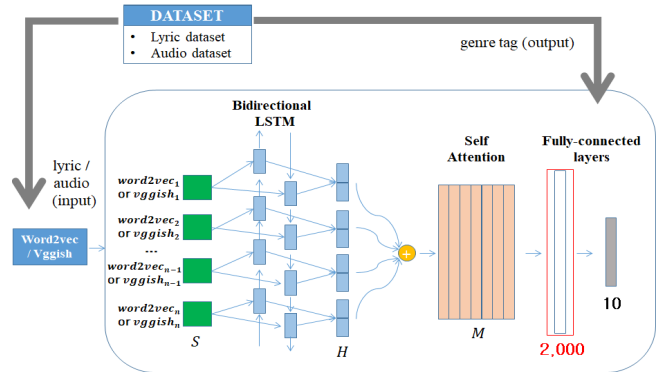 DATASET
• Lyric dataset
• Audio dataset
genre tag (output)
Bidirectional
LSTM
Self
Attention
Fully-connected
layers
lyric /
audio
(input)
Word2vec
/ Vggish
word2vec₁
or vggish₁
word2vec₂
or vggish₂
...
word2vecₙ₋₁
or vggishₙ₋₁
word2vecₙ
or vggishₙ
S
H
+
M
2,000
10